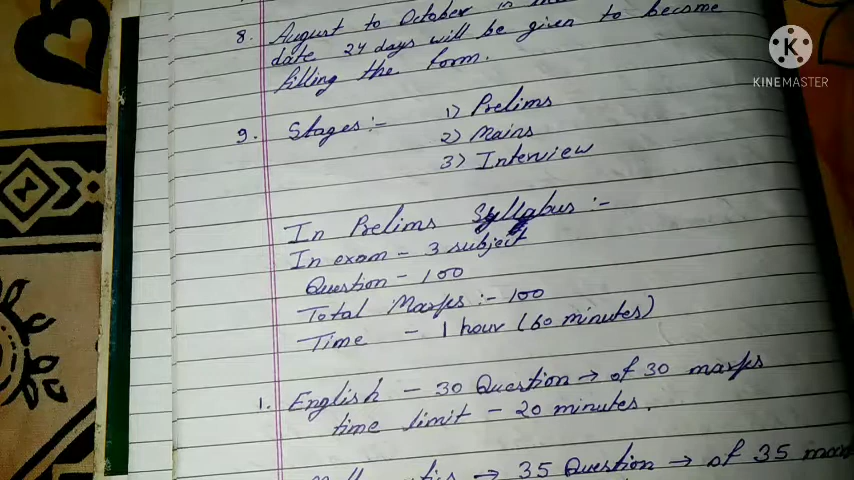 8. August to October in
date 24 days will be given to become
filling the form.
9. Stages :- 1) Prelims
2) Mains
3) Interview
In Prelims Syllabus :-
In exam - 3 subject
Question - 100
Total Marks :- 100
Time - 1 hour (60 minutes)
1. English - 30 Question → of 30 marks
time limit - 20 minutes.
→ 35 Question → of 35
K
KINEMASTER